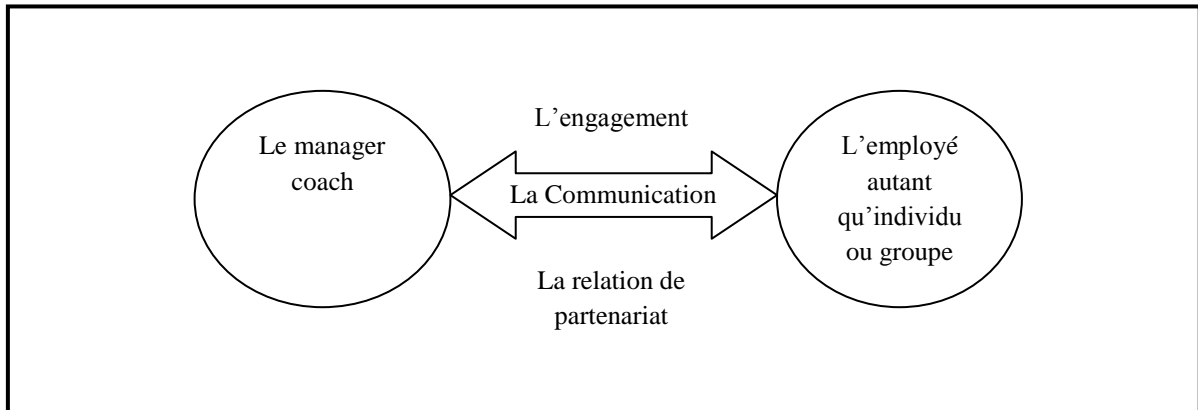 Le manager
coach
L’engagement
La Communication
La relation de
partenariat
L’employé
autant
qu’individu
ou groupe